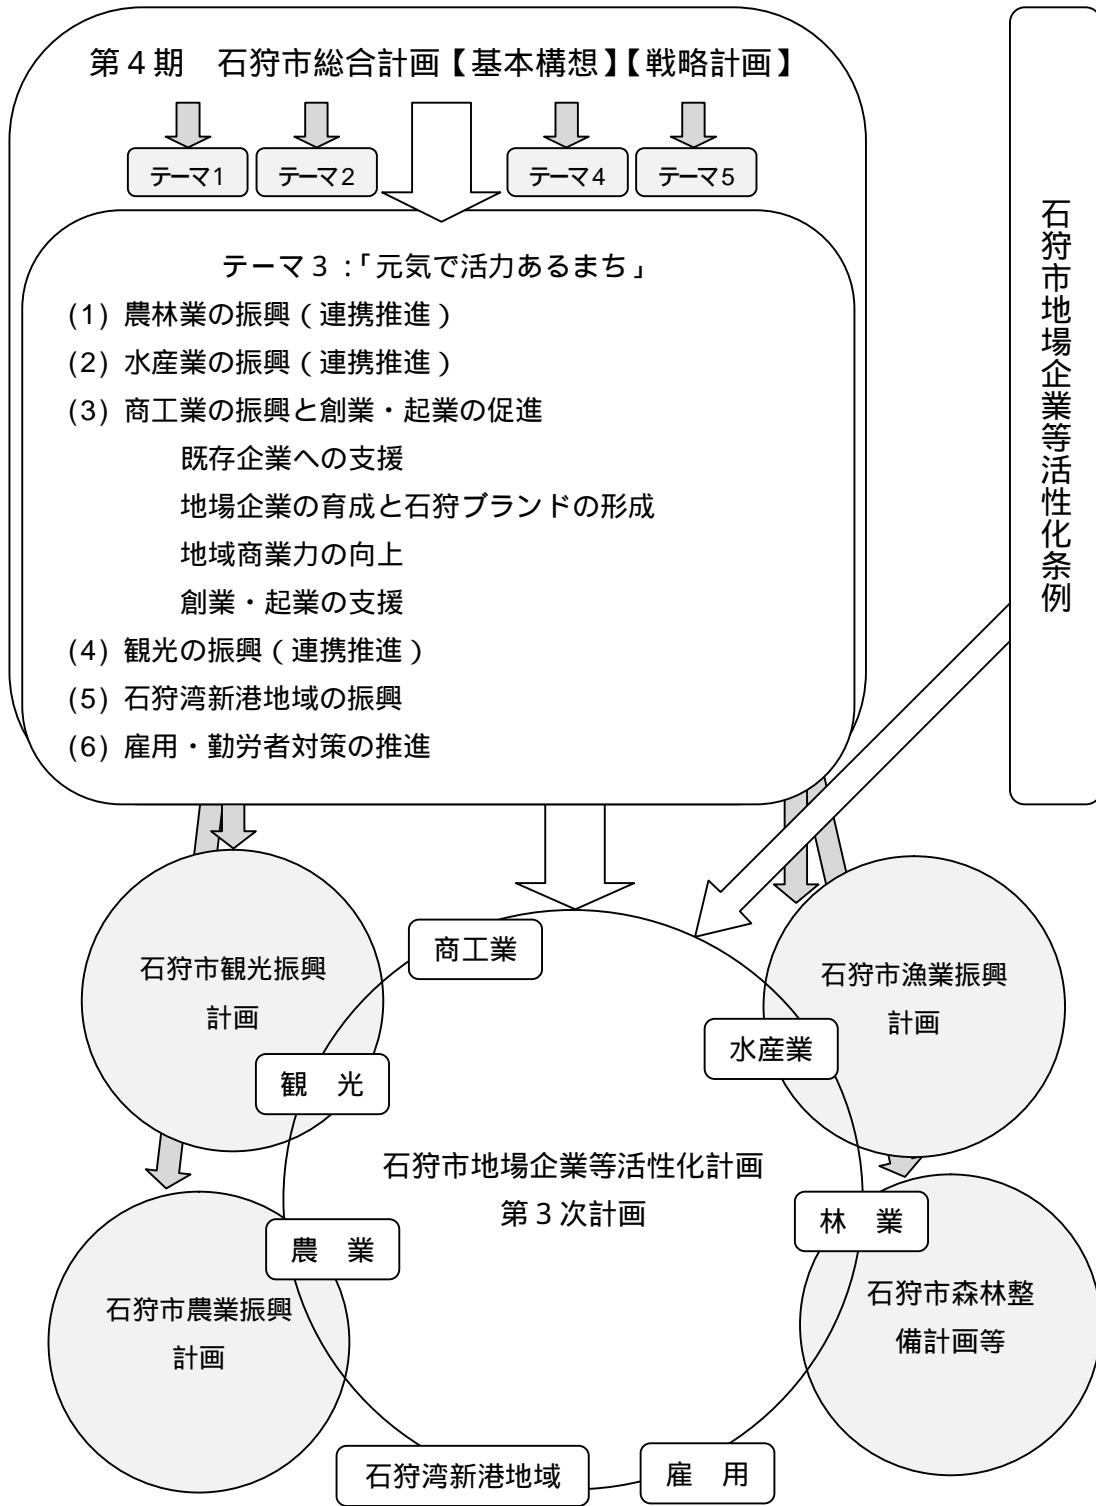 第４期　石狩市総合計画【基本構想】【戦略計画】
テーマ1
テーマ2
テーマ4
テーマ5
テーマ３：「元気で活力あるまち」
(1) 農林業の振興（連携推進）
(2) 水産業の振興（連携推進）
(3) 商工業の振興と創業・起業の促進
既存企業への支援
地場企業の育成と石狩ブランドの形成
地域商業力の向上
創業・起業の支援
(4) 観光の振興（連携推進）
(5) 石狩湾新港地域の振興
(6) 雇用・勤労者対策の推進
石狩市地場企業等活性化条例
商工業
石狩市観光振興
計画
石狩市漁業振興
計画
水産業
観　光
石狩市地場企業等活性化計画
第３次計画
林　業
農　業
石狩市農業振興
計画
石狩市森林整
備計画等
石狩湾新港地域
雇　用